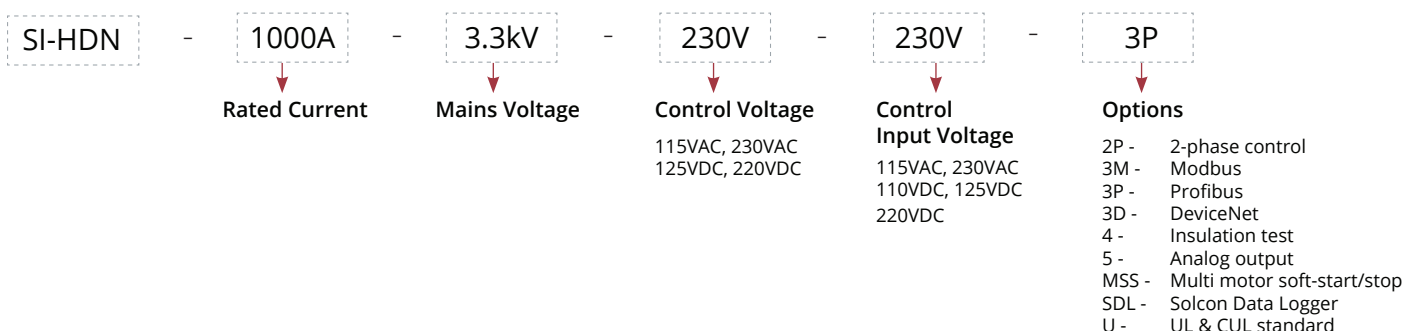 SI-HDN - 1000A - 3.3kV - 230V - 230V - 3P
Rated Current
Mains Voltage
Control Voltage
115VAC, 230VAC
125VDC, 220VDC
Control
Input Voltage
115VAC, 230VAC
110VDC, 125VDC
220VDC
Options
2P - 2-phase control
3M - Modbus
3P - Profibus
3D - DeviceNet
4 - Insulation test
5 - Analog output
MSS - Multi motor soft-start/stop
SDL - Solcon Data Logger
U - UL & CUL standard